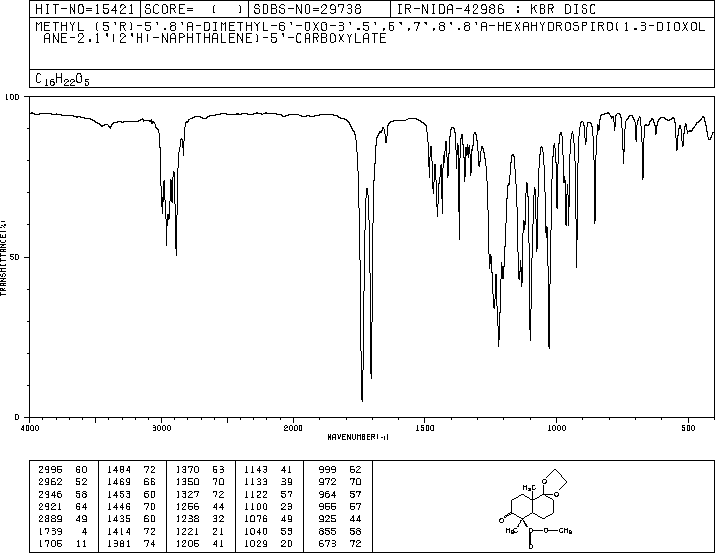 HIT-NO=15421 SCORE= ( ) SDBS-NO=29738 IR-NIDA-42986 : KBR DISC
METHYL (5'R)-5',8'A-DIMETHYL-6'-OXO-3',5',6',7',8',8'A-HEXAHYDROSPIRO(1,3-DIOXOL
ANE-2,1'(2'H)-NAPHTHALENE)-5'-CARBOXYLATE
C16H22O5
100
50
0
TRANSMITTANCE(%)
4000 3000 2000 1500 1000 500
WAVENUMBER(-1)
2995 60 1484 72 1370 53 1143 41 999 62
2962 52 1469 66 1350 70 1133 39 972 70
2946 58 1453 60 1327 72 1122 57 964 57
2921 64 1446 70 1256 44 1100 23 955 57
2889 49 1435 60 1238 32 1076 49 925 44
1739 4 1414 72 1221 21 1040 55 855 58
1705 11 1381 74 1205 41 1029 20 673 72
H3C O
O
O
H3C O CH3
O